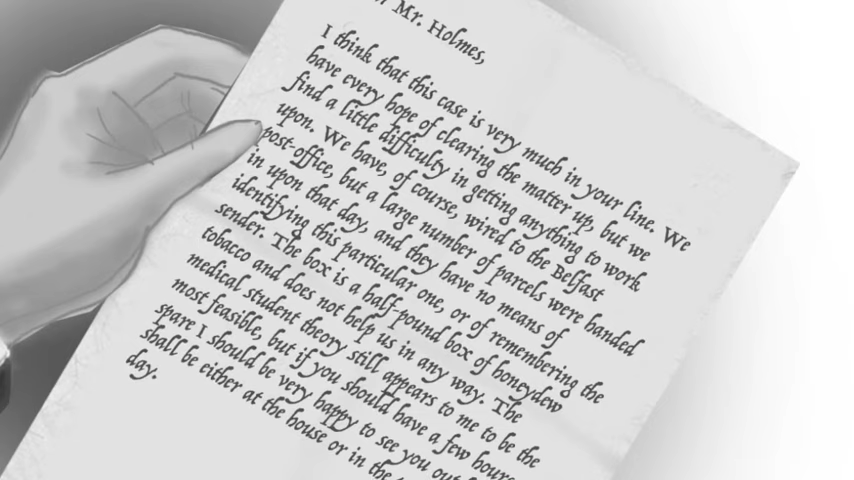 Mr. Holmes,
I think that this case is very much in your line. We
have every hope of clearing the matter up, but we
find a little difficulty in getting anything to work
upon. We have, of course, wired to the Belfast
post-office, but a large number of parcels were handed
in upon that day, and they have no means of
identifying this particular one, or of remembering the
sender. The box is a half-pound box of honeydew
tobacco and does not help us in any way. The
medical student theory still appears to me to be the
most feasible, but if you should have a few hours
spare I should be very happy to see you out
shall be either at the house or in the
day.